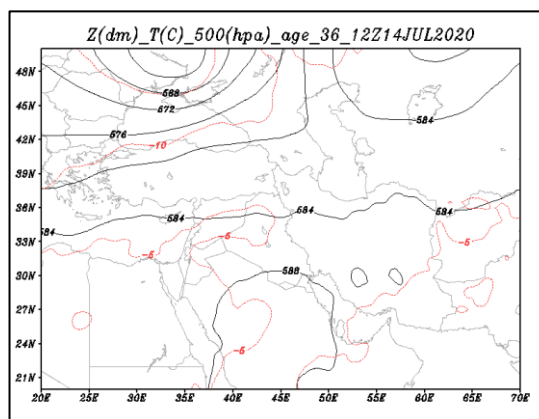 Z(dm)_T(C)_500(hpa)_age_36_12Z14JUL2020
48N
568
45N
572
584
576
42N
-10
39N
36N
584
584
584
584
33N
-5
-5
-5
30N
588
27N
24N
-5
21N
20E 25E 30E 35E 40E 45E 50E 55E 60E 65E 70E